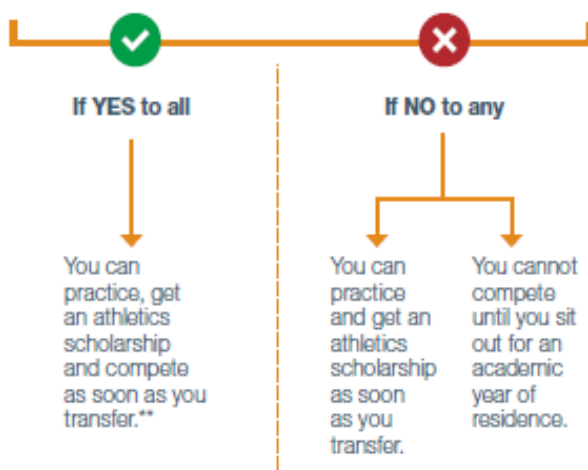 If YES to all
You can
practice, get
an athletics
scholarship
and compete
as soon as you
transfer.**
If NO to any
You can
practice
and get an
athletics
scholarship
as soon
as you
transfer.
You cannot
compete
until you sit
out for an
academic
year of
residence.